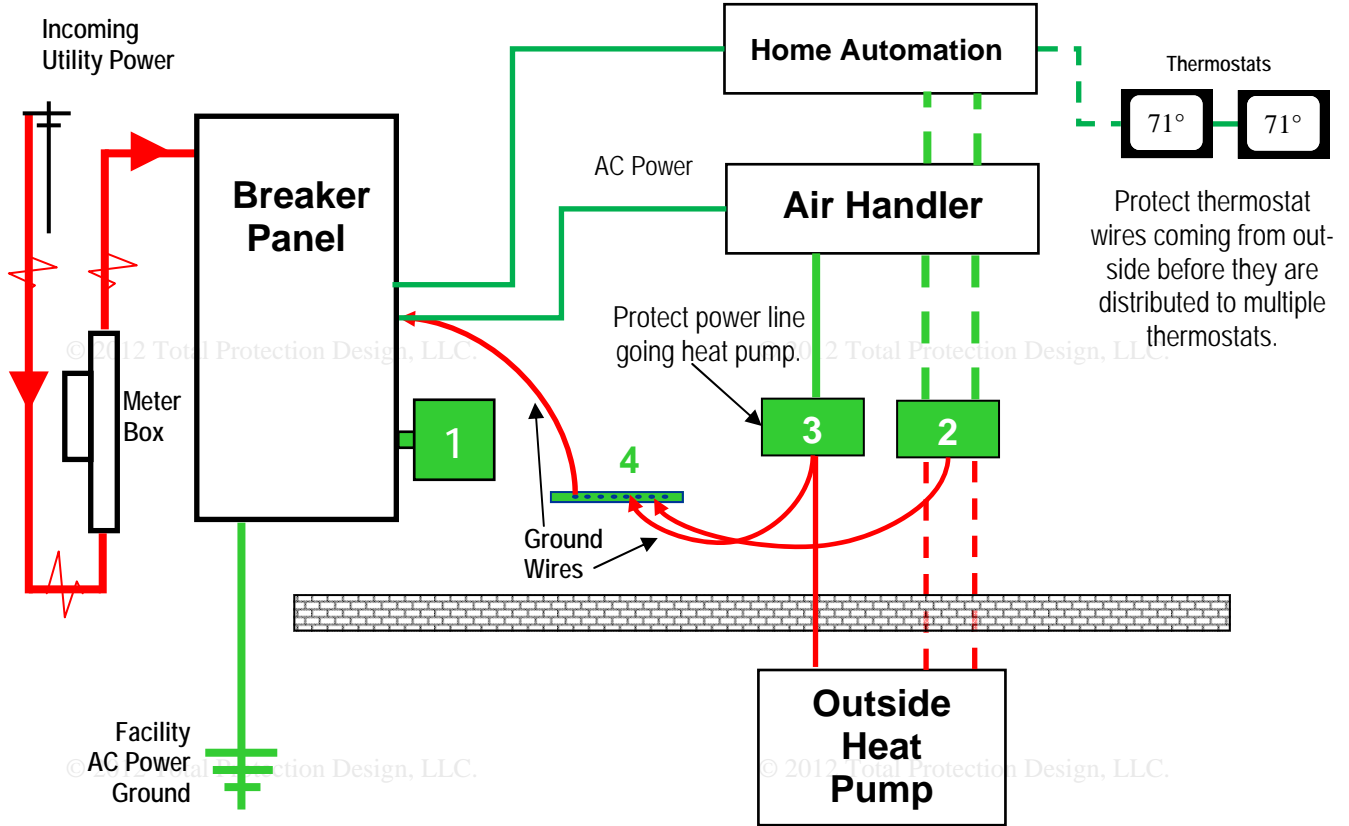 Incoming
Utility Power
Home Automation
Thermostats
71°
71°
Breaker
Panel
AC Power
Air Handler
Protect thermostat
wires coming from out-
side before they are
distributed to multiple
thermostats.
Protect power line
going heat pump.
© 2012 Total Protection Design, LLC.
© 2012 Total Protection Design, LLC.
Meter
Box
1
3
2
4
Ground
Wires
Outside
Heat
Pump
Facility
AC Power
Ground
© 2012 Total Protection Design, LLC.
© 2012 Total Protection Design, LLC.